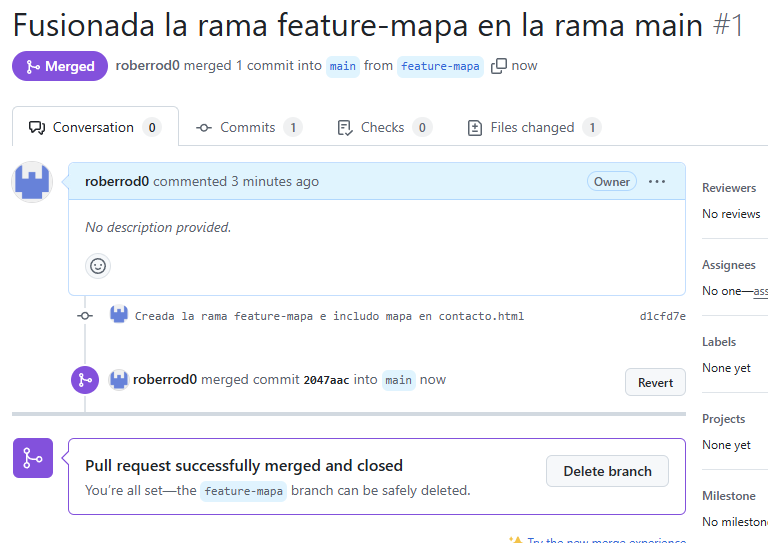 Fusionada la rama feature-mapa en la rama main #1
Merged roberrod0 merged 1 commit into main from feature-mapa now
Conversation 0 Commits 1 Checks 0 Files changed 1
roberrod0 commented 3 minutes ago Owner ...
No description provided.
Creada la rama feature-mapa e includo mapa en contacto.html d1cfd7e
roberrod0 merged commit 2047aac into main now Revert
Pull request successfully merged and closed
You're all set—the feature-mapa branch can be safely deleted.
Delete branch
Try the new merge experience
Reviewers
No reviews
Assignees
No one—ass
Labels
None yet
Projects
None yet
Milestone
No mileston